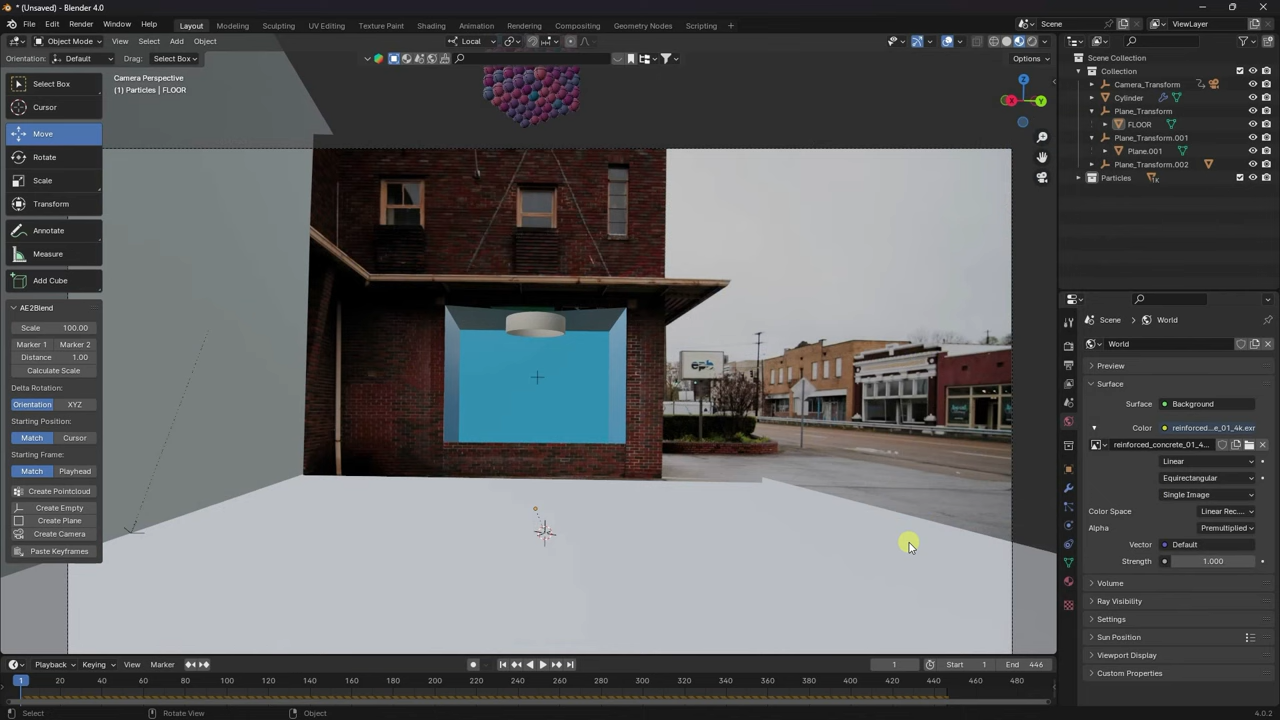 * (Unsaved) - Blender 4.0
File Edit Render Window Help Layout Modeling Sculpting UV Editing Texture Paint Shading Animation Rendering Compositing Geometry Nodes Scripting + Scene ViewLayer
Object Mode View Select Add Object Local
Orientation: Default Drag: Select Box Options
Select Box
Cursor
Move
Rotate
Scale
Transform
Annotate
Measure
Add Cube
AE2Blend
Scale 100.00
Marker 1 Marker 2
Distance 1.00
Calculate Scale
Delta Rotation:
Orientation XYZ
Starting Position:
Match Cursor
Starting Frame:
Match Playhead
Create Pointcloud
Create Empty
Create Plane
Create Camera
Paste Keyframes
Camera Perspective
(1) Particles | FLOOR
Z
X
Y
epb
Scene Collection
Collection
Camera_Transform
Cylinder
Plane_Transform
FLOOR
Plane_Transform.001
Plane.001
Plane_Transform.002
Particles 1K
Scene World
World
Preview
Surface
Surface: Background
Color reinforced...e_01_4k.exr
reinforced_concrete_01_4...
Linear
Equirectangular
Single Image
Color Space Linear Rec....
Alpha Premultiplied
Vector Default
Strength 1.000
Volume
Ray Visibility
Settings
Sun Position
Viewport Display
Custom Properties
Playback Keying View Marker 1 Start 1 End 446
1 20 40 60 80 100 120 140 160 180 200 220 240 260 280 300 320 340 360 380 400 420 440 460 480
Select Rotate View Object 4.0.2